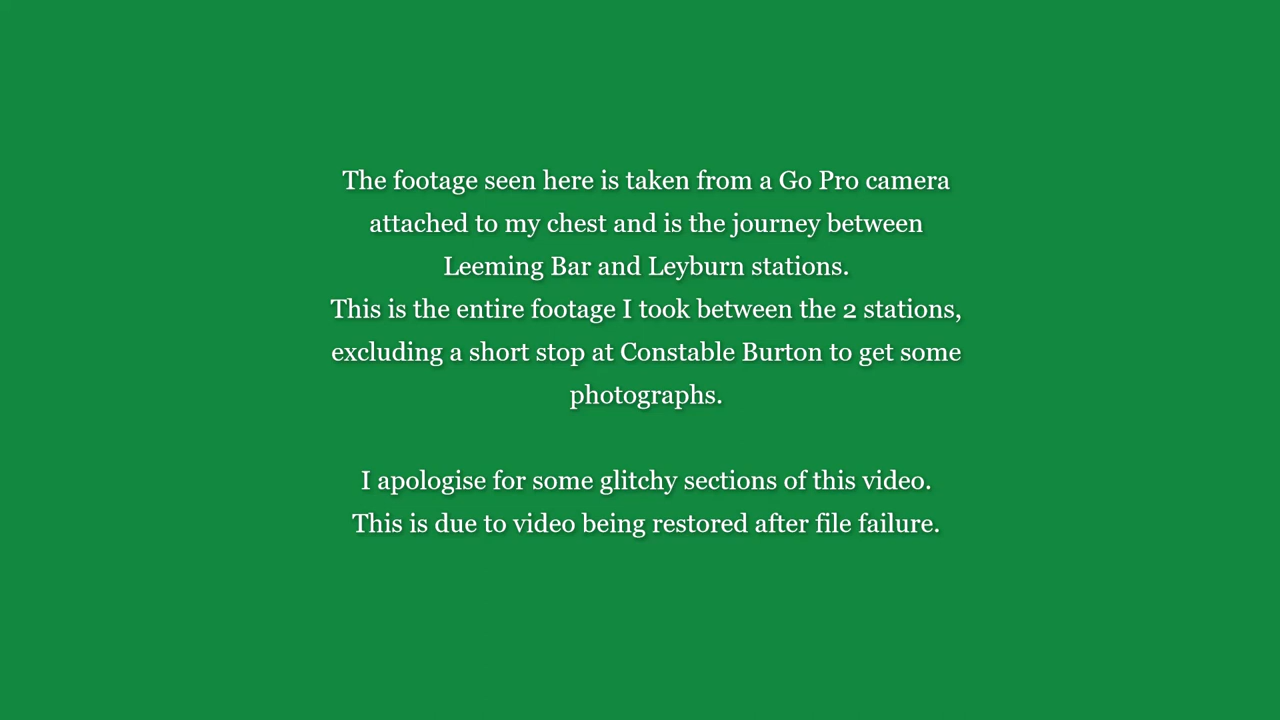 The footage seen here is taken from a Go Pro camera
attached to my chest and is the journey between
Leeming Bar and Leyburn stations.
This is the entire footage I took between the 2 stations,
excluding a short stop at Constable Burton to get some
photographs.
I apologise for some glitchy sections of this video.
This is due to video being restored after file failure.